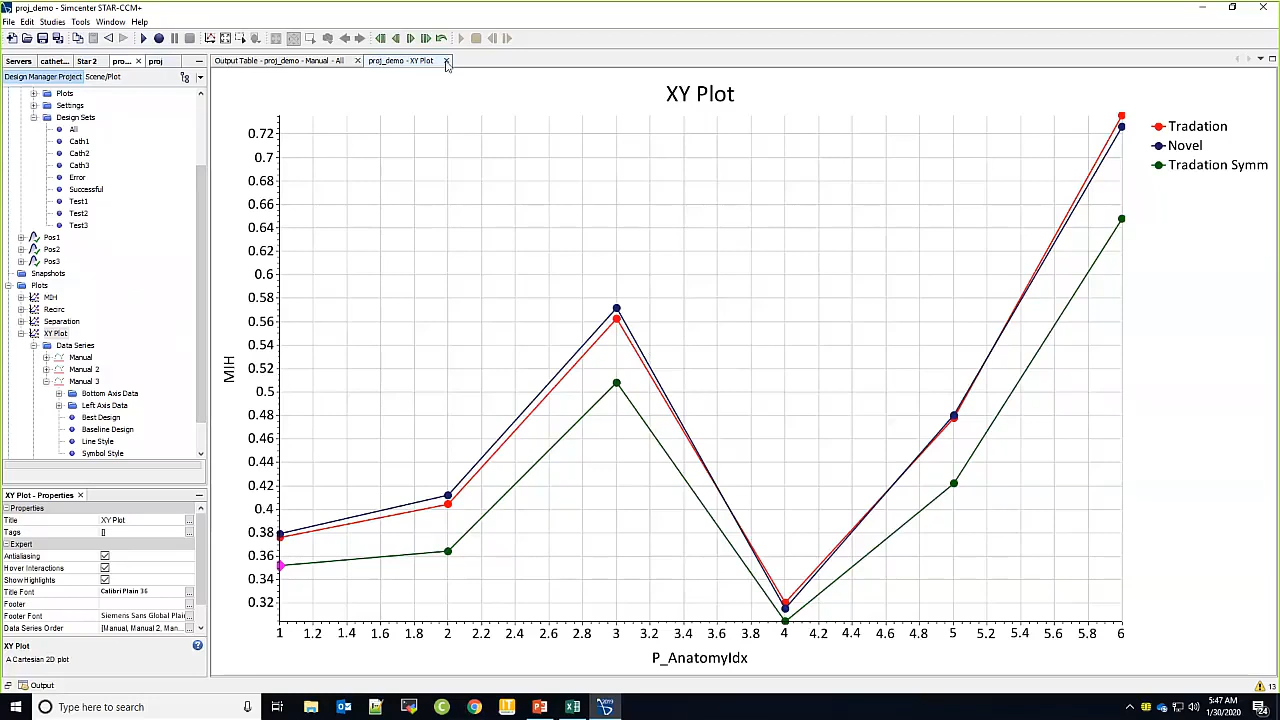 proj_demo - Simcenter STAR-CCM+
File Edit Studies Tools Window Help
Servers cathet... Star 2 pro... proj
Output Table - proj_demo - Manual - All
proj_demo - XY Plot
Design Manager Project Scene/Plot
Plots
Settings
Design Sets
All
Cath1
Cath2
Cath3
Error
Successful
Test1
Test2
Test3
Pos1
Pos2
Pos3
Snapshots
Plots
MIH
Recirc
Separation
XY Plot
Data Series
Manual
Manual 2
Manual 3
Bottom Axis Data
Left Axis Data
Best Design
Baseline Design
Line Style
Symbol Style
XY Plot - Properties
Properties
Title XY Plot
Tags []
Expert
Antialiasing
Hover Interactions
Show Highlights
Title Font Calibri Plain 36
Footer
Footer Font Siemens Sans Global Plain
Data Series Order [Manual, Manual 2, Man...
XY Plot
A Cartesian 2D plot
Output
XY Plot
Tradation
Novel
Tradation Symm
MIH
0.72
0.7
0.68
0.66
0.64
0.62
0.6
0.58
0.56
0.54
0.52
0.5
0.48
0.46
0.44
0.42
0.4
0.38
0.36
0.34
0.32
1 1.2 1.4 1.6 1.8 2 2.2 2.4 2.6 2.8 3 3.2 3.4 3.6 3.8 4 4.2 4.4 4.6 4.8 5 5.2 5.4 5.6 5.8 6
P_AnatomyIdx
13
Type here to search
5:47 AM
1/30/2020